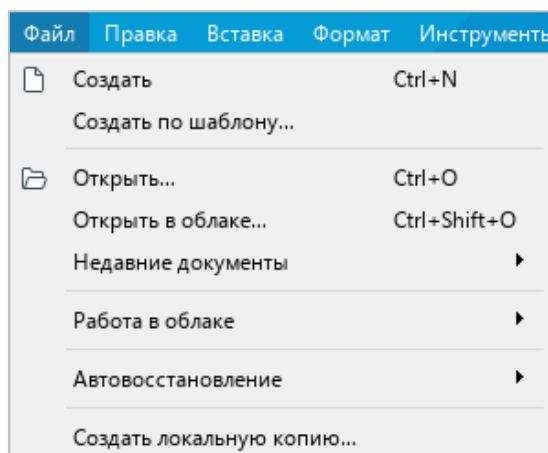 Файл Правка Вставка Формат Инструменты
Создать Ctrl+N
Создать по шаблону...
Открыть... Ctrl+O
Открыть в облаке... Ctrl+Shift+O
Недавние документы
Работа в облаке
Автовосстановление
Создать локальную копию...